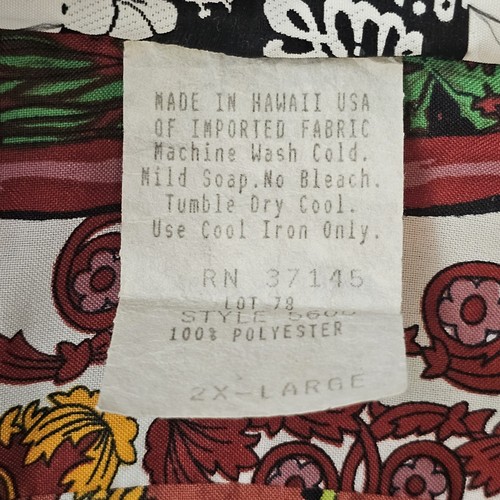 MADE IN HAWAII USA
OF IMPORTED FABRIC
Machine Wash Cold.
Mild Soap.No Bleach.
Tumble Dry Cool.
Use Cool Iron Only.
RN 37145
LOT 78
STYLE
100% POLYESTER
2X-LARGE